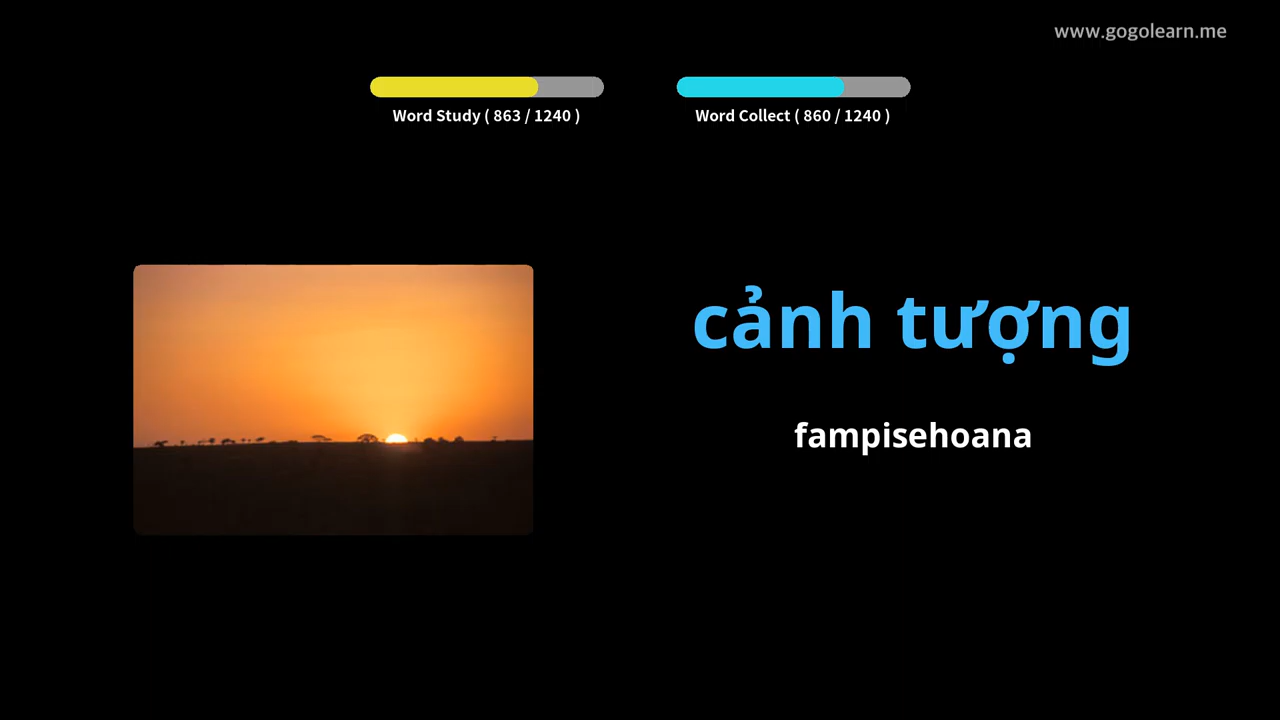 www.gogolearn.me
Word Study ( 863 / 1240 )
Word Collect ( 860 / 1240 )
cảnh tượng
fampisehoana